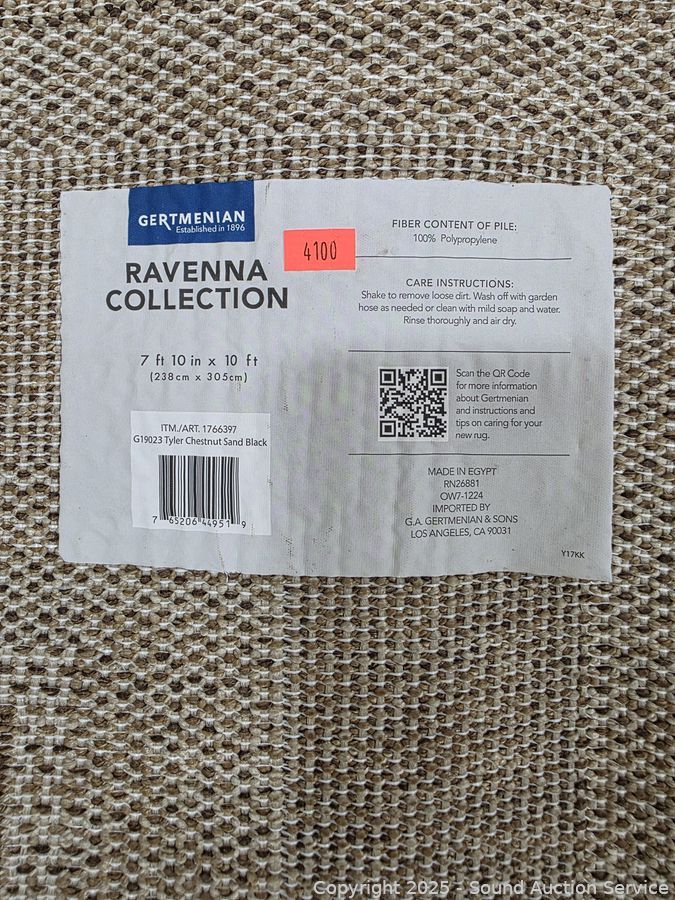 GERTMENIAN
Established in 1896
RAVENNA
COLLECTION
7 ft 10 in x 10 ft
(238cm x 305cm)
ITM./ART. 1766397
G19023 Tyler Chestnut Sand Black
7 65206 44951 9
4100
FIBER CONTENT OF PILE:
100% Polypropylene
CARE INSTRUCTIONS:
Shake to remove loose dirt. Wash off with garden
hose as needed or clean with mild soap and water.
Rinse thoroughly and air dry.
Scan the QR Code
for more information
about Gertmenian
and instructions and
tips on caring for your
new rug.
MADE IN EGYPT
RN26881
OW7-1224
IMPORTED BY
G.A. GERTMENIAN & SONS
LOS ANGELES, CA 90031
Y17KK
Copyright 2025 - Sound Auction Service